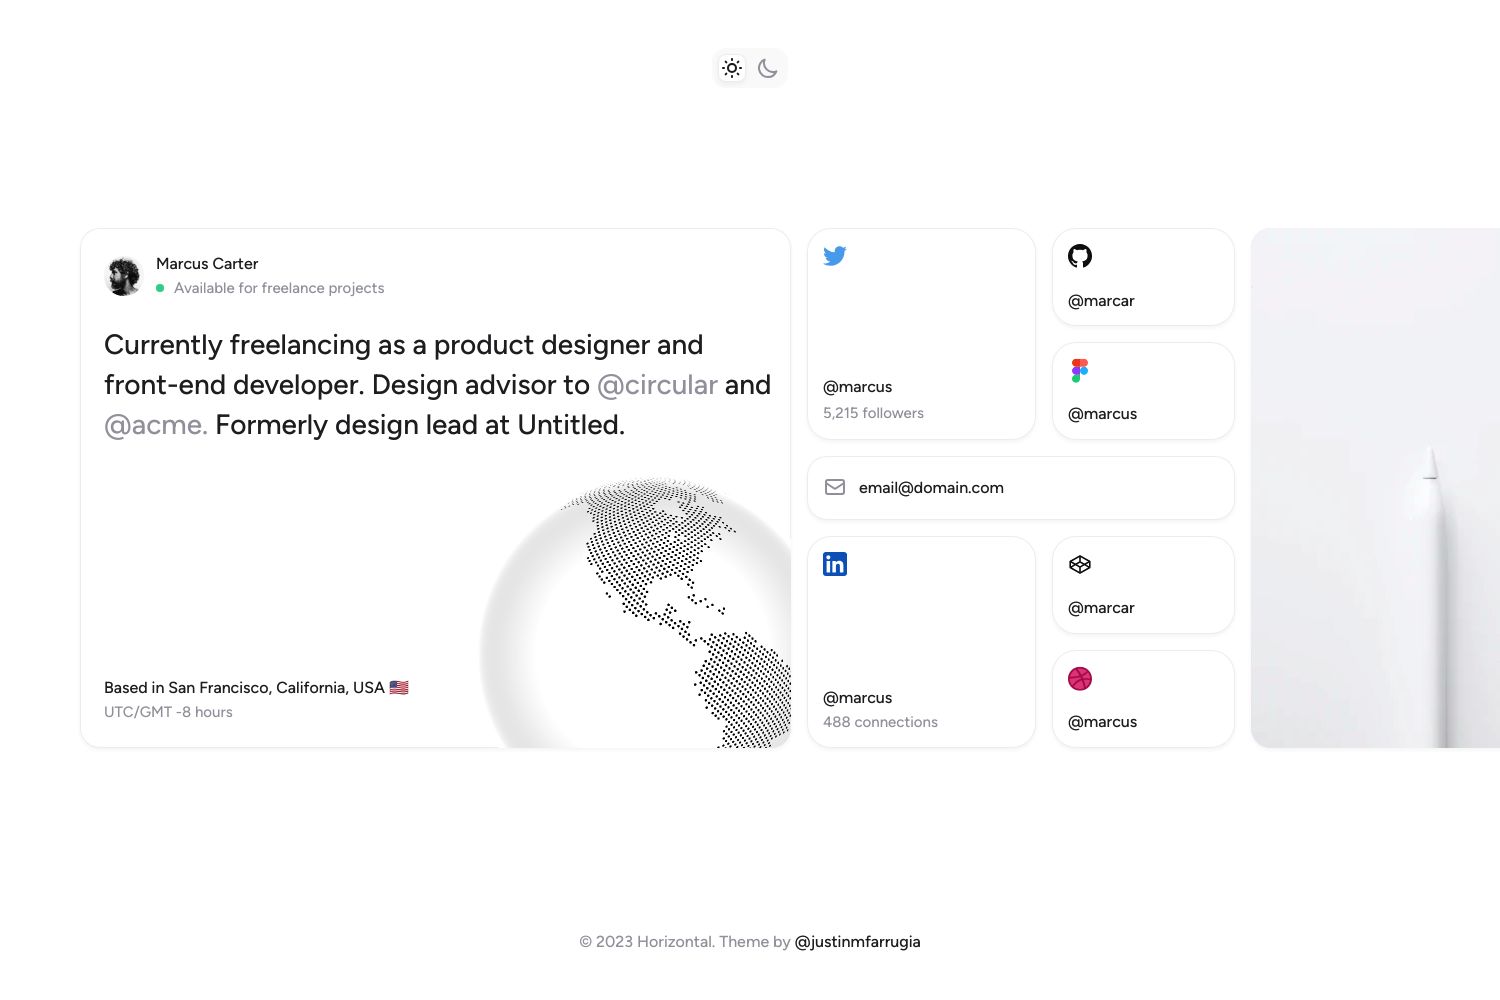 Marcus Carter
Available for freelance projects
Currently freelancing as a product designer and
front-end developer. Design advisor to @circular and
@acme. Formerly design lead at Untitled.
Based in San Francisco, California, USA 🇺🇸
UTC/GMT -8 hours
@marcus
5,215 followers
@marcar
@marcus
email@domain.com
in
@marcus
488 connections
@marcar
@marcus
© 2023 Horizontal. Theme by @justinmfarrugia